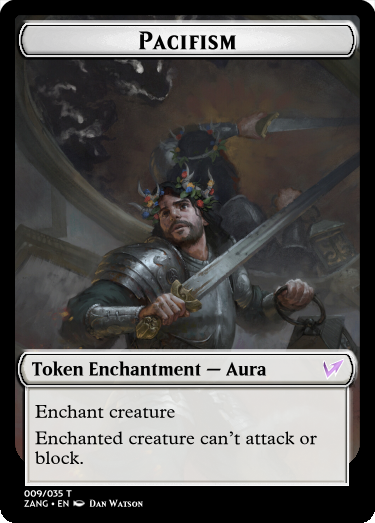 Pacifism
Token Enchantment — Aura
Enchant creature
Enchanted creature can't attack or
block.
009/035 T
ZANG • EN Dan Watson